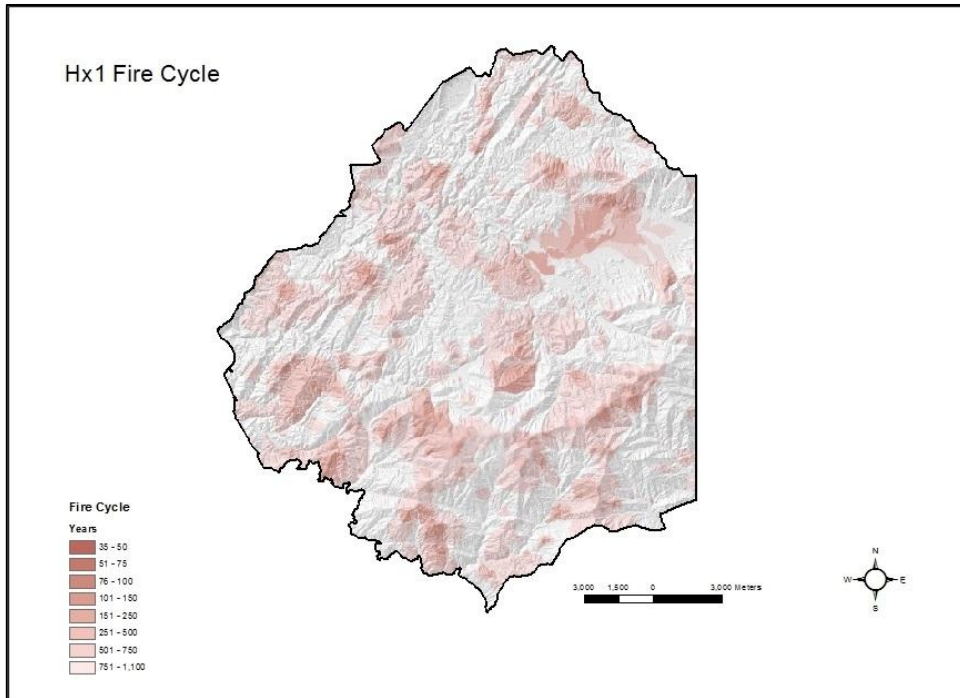 Hx1 Fire Cycle
Fire Cycle
Years
35 - 50
51 - 75
76 - 100
101 - 150
151 - 250
251 - 500
501 - 750
751 - 1,100
3,000 1,500 0 3,000 Meters
N
W E
S